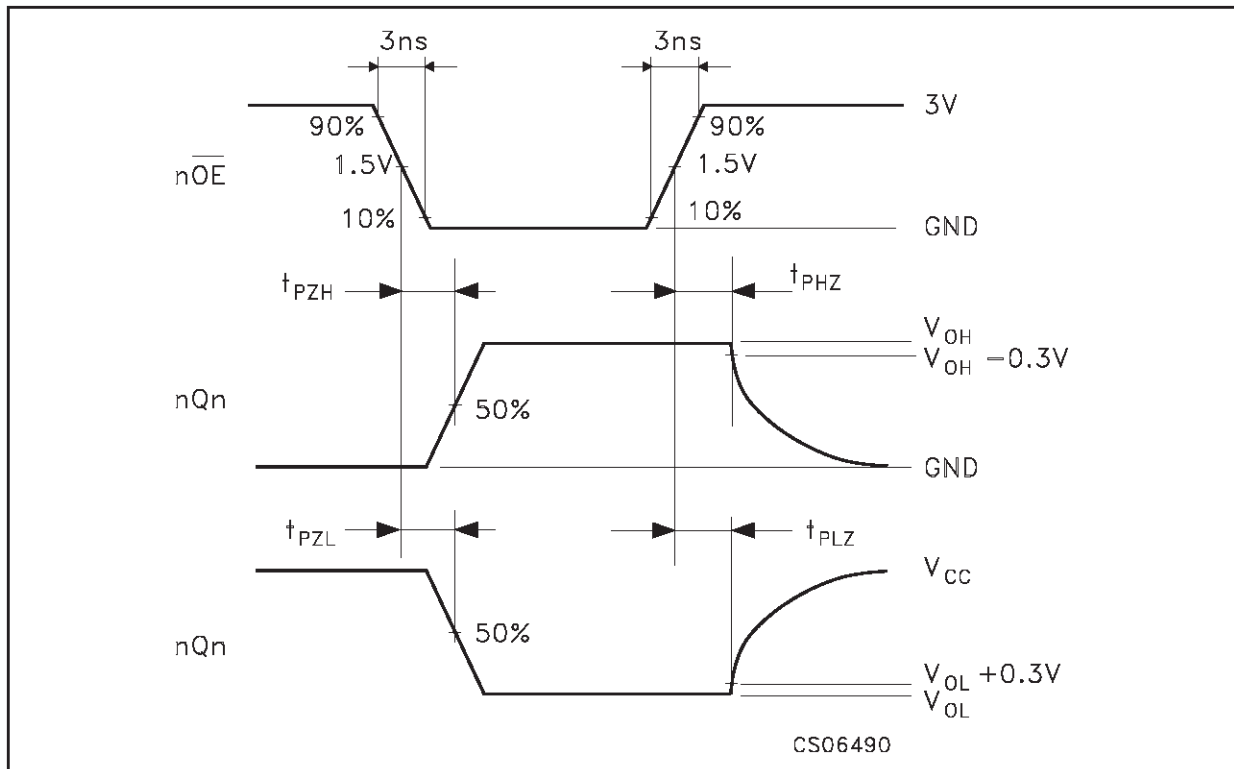 3ns 3ns
3V
90% 90%
nOE 1.5V 1.5V
10% 10%
GND
tPZH tPHZ
VOH
VOH −0.3V
nQn 50%
GND
tPZL tPLZ
VCC
nQn 50%
VOL +0.3V
VOL
CS06490